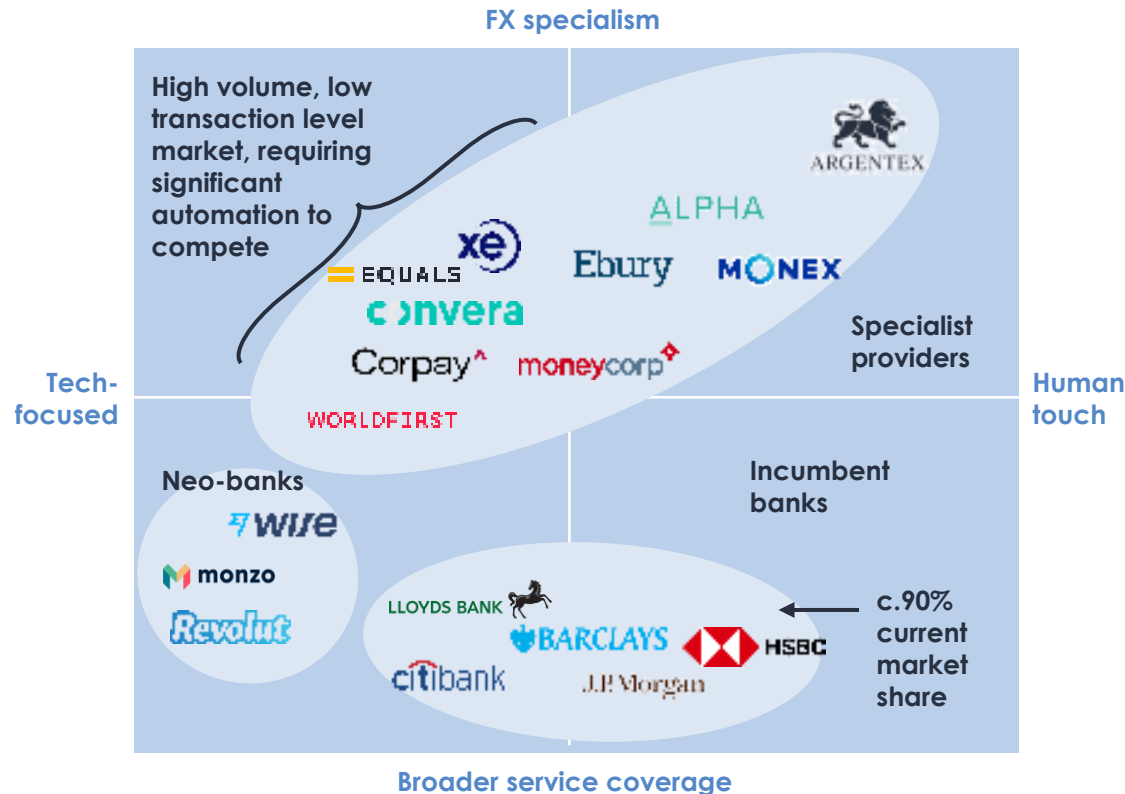 FX specialism
High volume, low
transaction level
market, requiring
significant
automation to
compete
ARGENTEX
ALPHA
xe
EQUALS
Ebury
MONEX
convera
Specialist
providers
Corpay^
moneycorp
Tech-
focused
Human
touch
WORLDFIRST
Neo-banks
Incumbent
banks
WISE
monzo
Revolut
LLOYDS BANK
BARCLAYS
HSBC
citibank
J.P. Morgan
c.90%
current
market
share
Broader service coverage